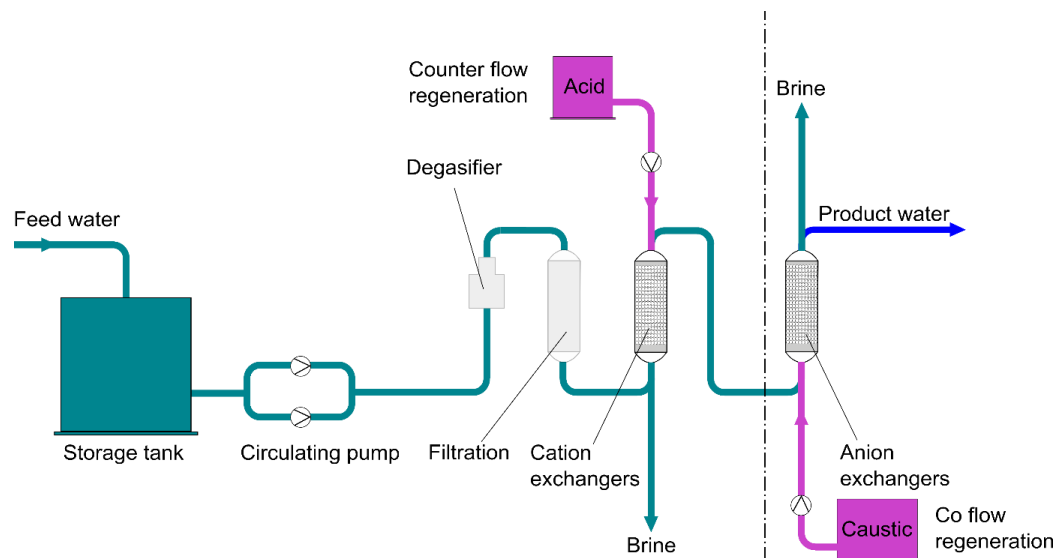 Counter flow
regeneration
Acid
Brine
Degasifier
Feed water
Product water
Storage tank
Circulating pump
Filtration
Cation
exchangers
Anion
exchangers
Brine
Caustic
Co flow
regeneration